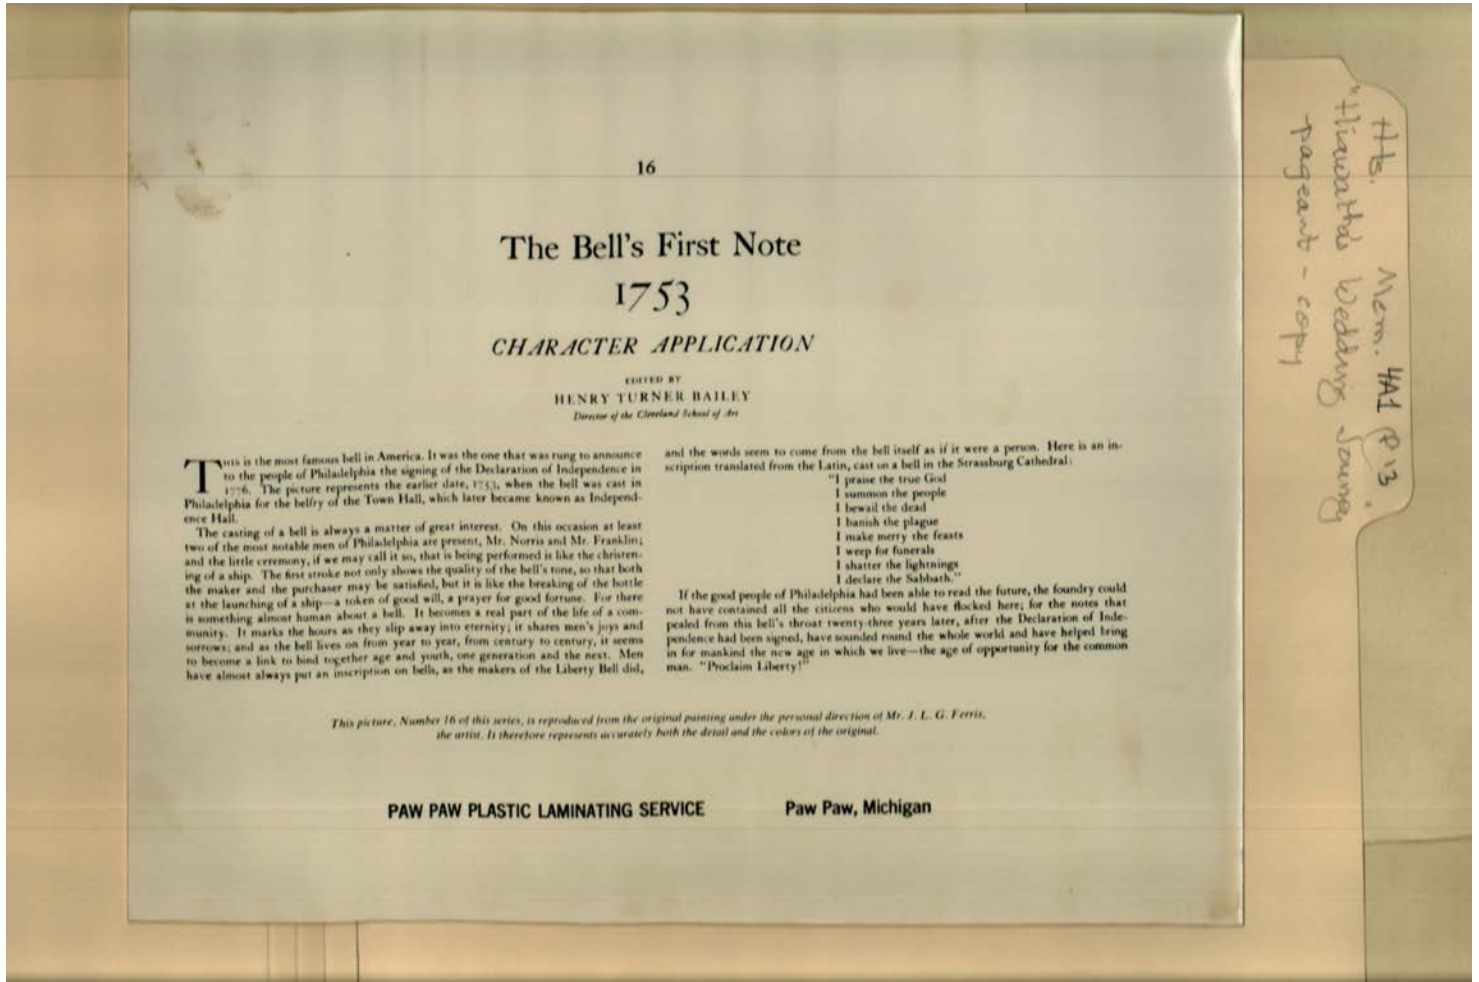 16
The Bell's First Note
1753
CHARACTER APPLICATION
EDITED BY
HENRY TURNER BAILEY
Director of the Cleveland School of Art
THIS is the most famous bell in America. It was the one that was rung to announce
to the people of Philadelphia the signing of the Declaration of Independence in
1776. The picture represents the earlier date, 1753, when the bell was cast in
Philadelphia for the belfry of the Town Hall, which later became known as Independ-
ence Hall.
The casting of a bell is always a matter of great interest. On this occasion at least
two of the most notable men of Philadelphia are present, Mr. Norris and Mr. Franklin;
and the little ceremony, if we may call it so, that is being performed is like the christen-
ing of a ship. The first stroke not only shows the quality of the bell's tone, so that both
the maker and the purchaser may be satisfied, but it is like the breaking of the bottle
at the launching of a ship—a token of good will, a prayer for good fortune. For there
is something almost human about a bell. It becomes a real part of the life of a com-
munity. It marks the hours as they slip away into eternity; it shares men's joys and
sorrows; and as the bell lives on from year to year, from century to century, it seems
to become a link to bind together age and youth, one generation and the next. Men
have almost always put an inscription on bells, as the makers of the Liberty Bell did,
and the words seem to come from the bell itself as if it were a person. Here is an in-
scription translated from the Latin, cast on a bell in the Strassburg Cathedral:
"I praise the true God
I summon the people
I bewail the dead
I banish the plague
I make merry the feasts
I weep for funerals
I shatter the lightnings
I declare the Sabbath."
If the good people of Philadelphia had been able to read the future, the foundry could
not have contained all the citizens who would have flocked here; for the notes that
pealed from this bell's throat twenty-three years later, after the Declaration of Inde-
pendence had been signed, have sounded round the whole world and have helped bring
in for mankind the new age in which we live—the age of opportunity for the common
man. "Proclaim Liberty!"
This picture, Number 16 of this series, is reproduced from the original painting under the personal direction of Mr. J. L. G. Ferris,
the artist. It therefore represents accurately both the detail and the colors of the original.
PAW PAW PLASTIC LAMINATING SERVICE Paw Paw, Michigan
Hts. Mem. 4A1 P13.
"Hiawatha's Wedding Journey
pageant - copy